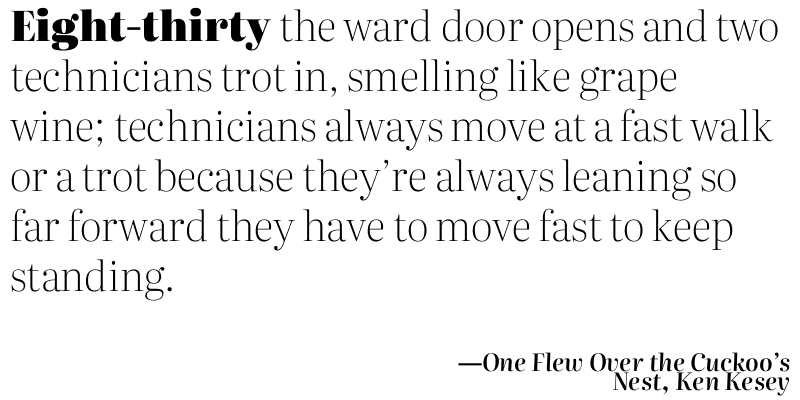 Eight-thirty the ward door opens and two
technicians trot in, smelling like grape
wine; technicians always move at a fast walk
or a trot because they’re always leaning so
far forward they have to move fast to keep
standing.
—One Flew Over the Cuckoo’s
Nest, Ken Kesey